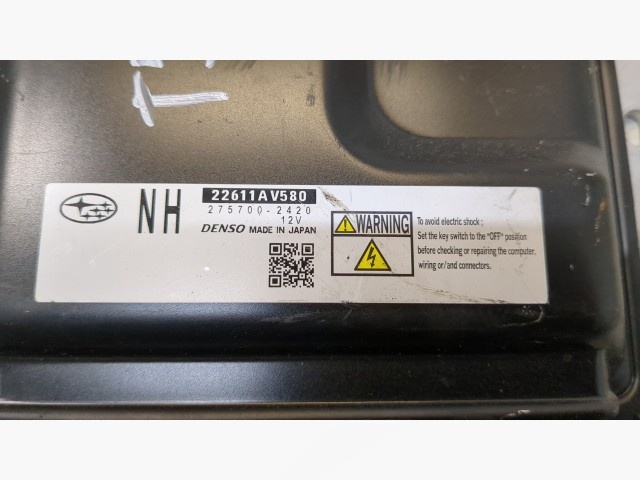 NH
22611AV580
275700-2420
12V
DENSO MADE IN JAPAN
WARNING
To avoid electric shock :
Set the key switch to the "OFF" position
before checking or repairing the computer,
wiring or/and connectors.